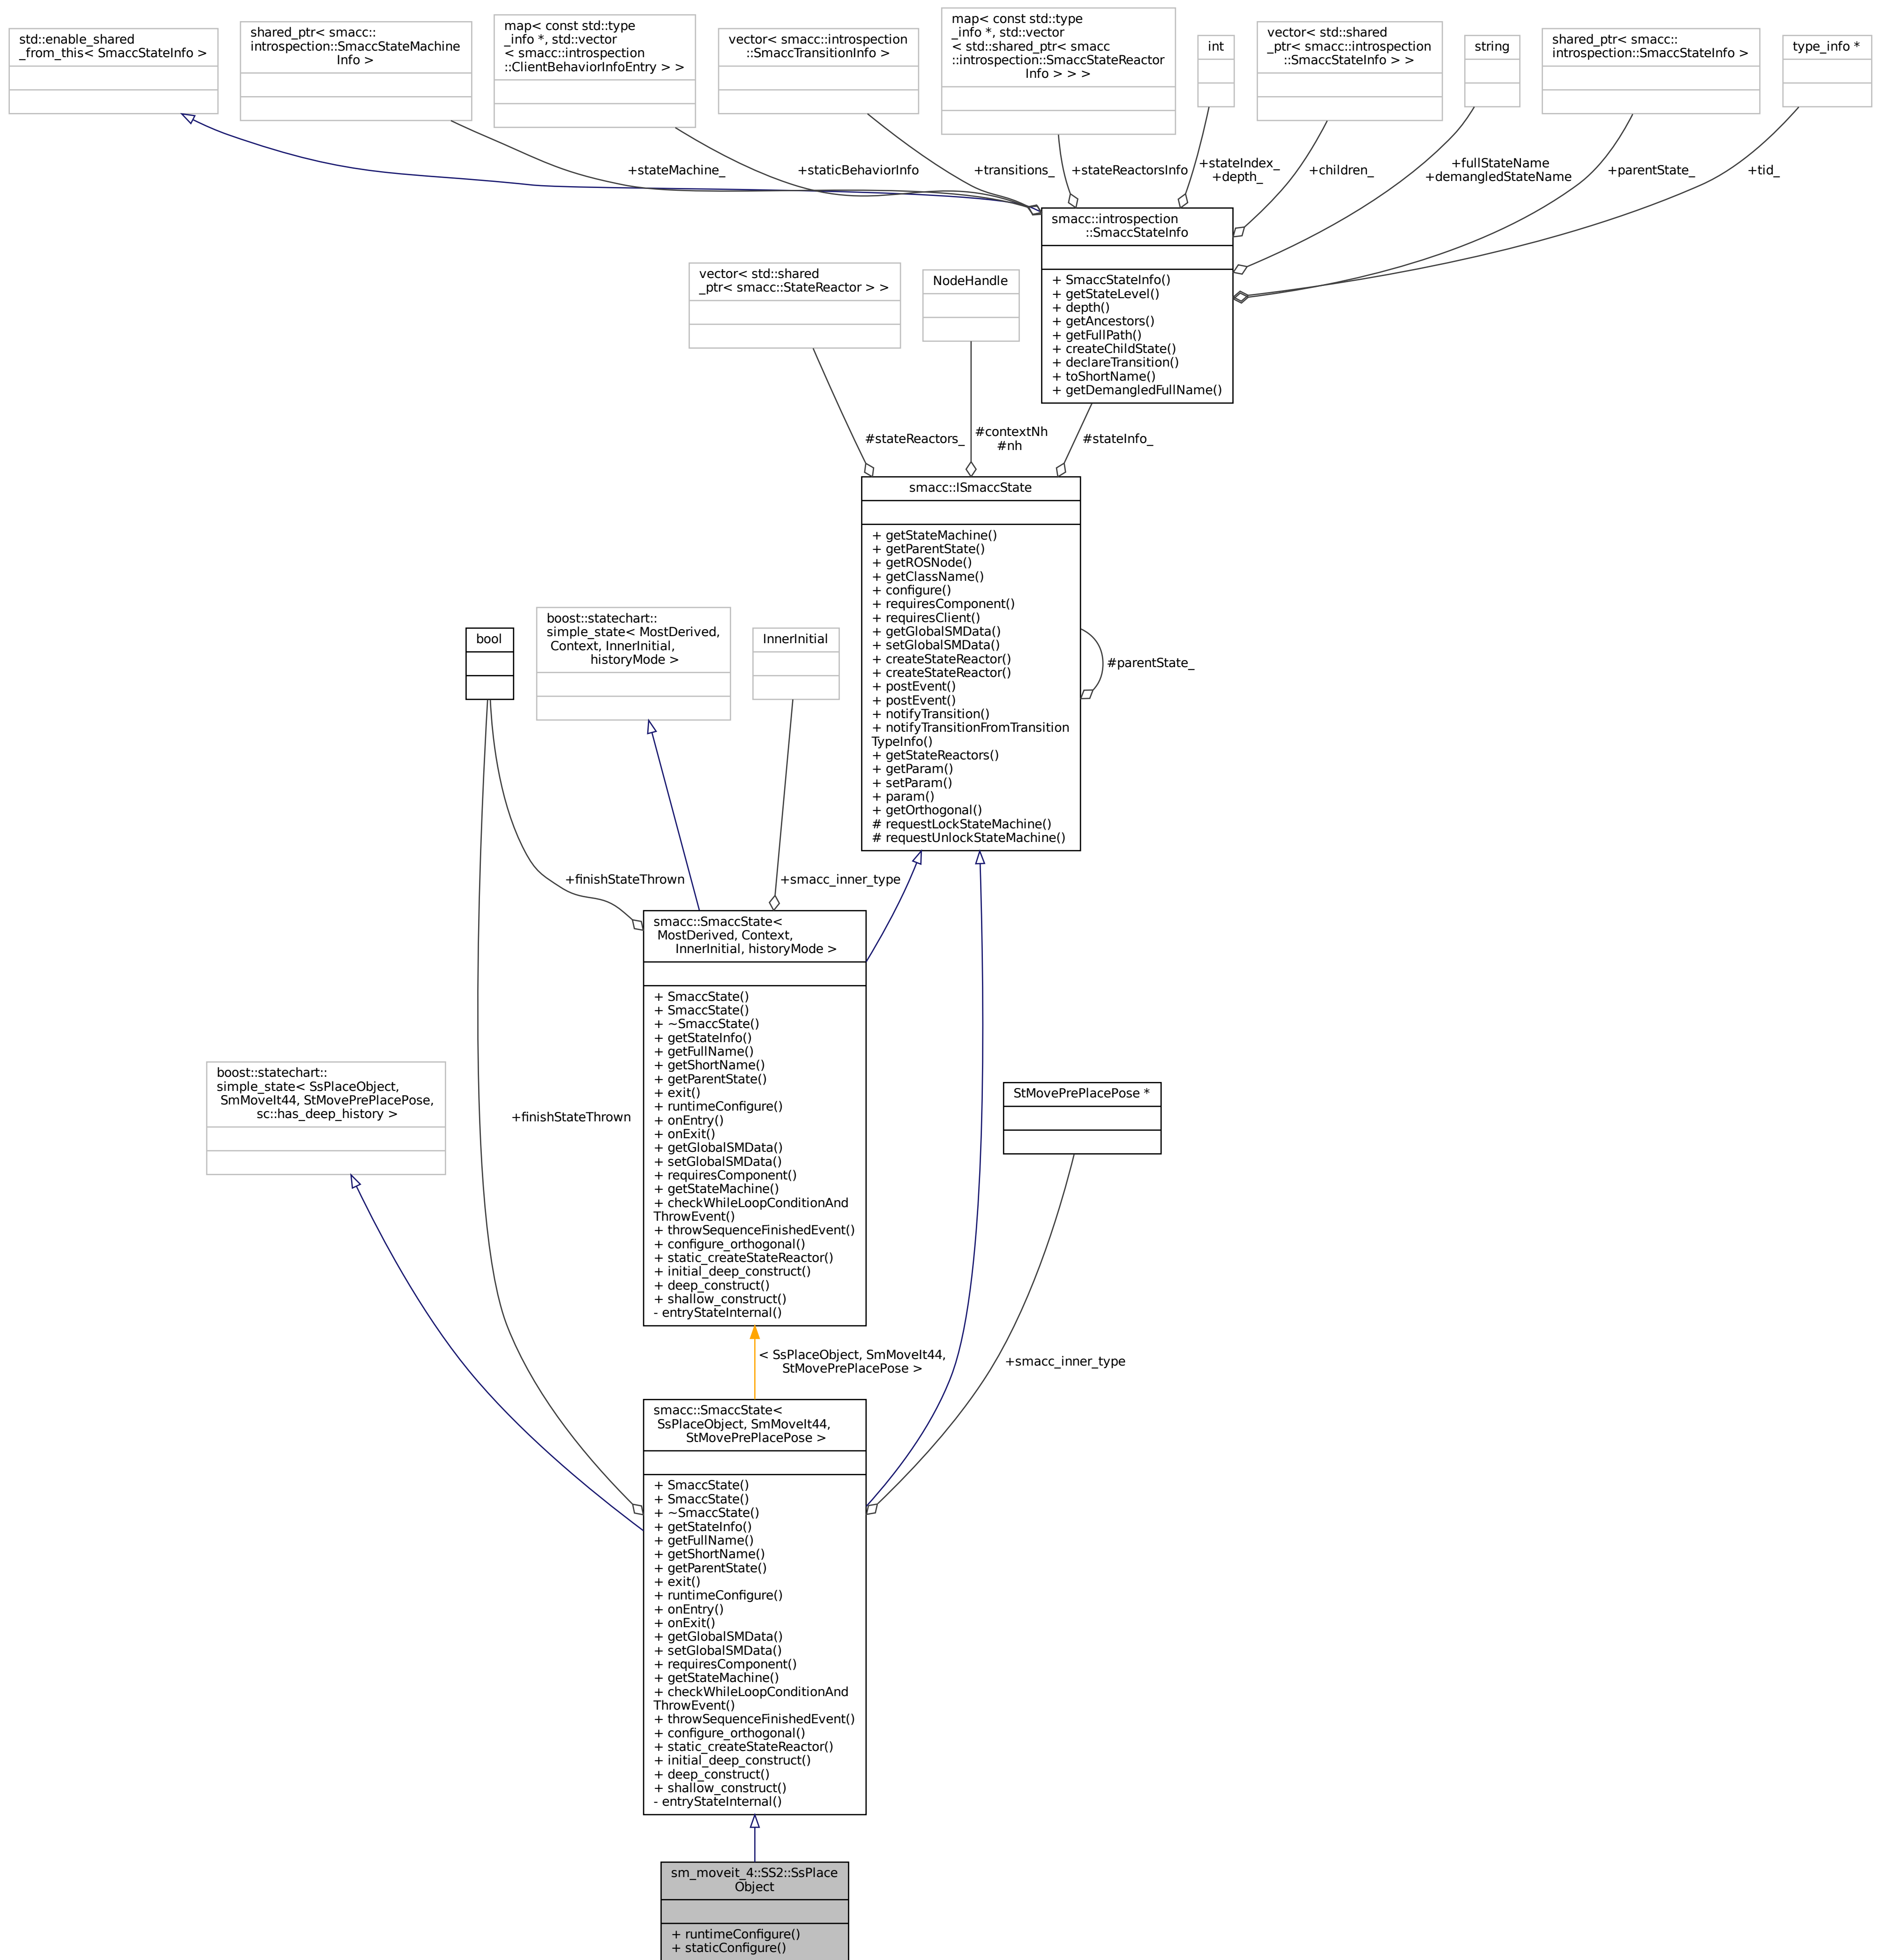 std::enable_shared
_from_this< SmaccStateInfo >
shared_ptr< smacc::
introspection::SmaccStateMachine
Info >
map< const std::type
_info *, std::vector
< smacc::introspection
::ClientBehaviorInfoEntry > >
vector< smacc::introspection
::SmaccTransitionInfo >
map< const std::type
_info *, std::vector
< std::shared_ptr< smacc
::introspection::SmaccStateReactor
Info > > >
int
vector< std::shared
_ptr< smacc::introspection
::SmaccStateInfo > >
string
shared_ptr< smacc::
introspection::SmaccStateInfo >
type_info *
+stateMachine_
+staticBehaviorInfo
+transitions_
+stateReactorsInfo
+stateIndex_
+depth_
+children_
+fullStateName
+demangledStateName
+parentState_
+tid_
smacc::introspection
::SmaccStateInfo
+ SmaccStateInfo()
+ getStateLevel()
+ depth()
+ getAncestors()
+ getFullPath()
+ createChildState()
+ declareTransition()
+ toShortName()
+ getDemangledFullName()
vector< std::shared
_ptr< smacc::StateReactor > >
NodeHandle
#stateReactors_
#contextNh
#nh
#stateInfo_
smacc::ISmaccState
+ getStateMachine()
+ getParentState()
+ getROSNode()
+ getClassName()
+ configure()
+ requiresComponent()
+ requiresClient()
+ getGlobalSMData()
+ setGlobalSMData()
+ createStateReactor()
+ createStateReactor()
+ postEvent()
+ postEvent()
+ notifyTransition()
+ notifyTransitionFromTransition
TypeInfo()
+ getStateReactors()
+ getParam()
+ setParam()
+ param()
+ getOrthogonal()
# requestLockStateMachine()
# requestUnlockStateMachine()
#parentState_
bool
boost::statechart::
simple_state< MostDerived,
Context, InnerInitial,
historyMode >
InnerInitial
+finishStateThrown
+smacc_inner_type
smacc::SmaccState<
MostDerived, Context,
InnerInitial, historyMode >
+ SmaccState()
+ SmaccState()
+ ~SmaccState()
+ getStateInfo()
+ getFullName()
+ getShortName()
+ getParentState()
+ exit()
+ runtimeConfigure()
+ onEntry()
+ onExit()
+ getGlobalSMData()
+ setGlobalSMData()
+ requiresComponent()
+ getStateMachine()
+ checkWhileLoopConditionAnd
ThrowEvent()
+ throwSequenceFinishedEvent()
+ configure_orthogonal()
+ static_createStateReactor()
+ initial_deep_construct()
+ deep_construct()
+ shallow_construct()
- entryStateInternal()
boost::statechart::
simple_state< SsPlaceObject,
SmMoveIt44, StMovePrePlacePose,
sc::has_deep_history >
+finishStateThrown
StMovePrePlacePose *
< SsPlaceObject, SmMoveIt44,
StMovePrePlacePose >
+smacc_inner_type
smacc::SmaccState<
SsPlaceObject, SmMoveIt44,
StMovePrePlacePose >
+ SmaccState()
+ SmaccState()
+ ~SmaccState()
+ getStateInfo()
+ getFullName()
+ getShortName()
+ getParentState()
+ exit()
+ runtimeConfigure()
+ onEntry()
+ onExit()
+ getGlobalSMData()
+ setGlobalSMData()
+ requiresComponent()
+ getStateMachine()
+ checkWhileLoopConditionAnd
ThrowEvent()
+ throwSequenceFinishedEvent()
+ configure_orthogonal()
+ static_createStateReactor()
+ initial_deep_construct()
+ deep_construct()
+ shallow_construct()
- entryStateInternal()
sm_moveit_4::SS2::SsPlace
Object
+ runtimeConfigure()
+ staticConfigure()